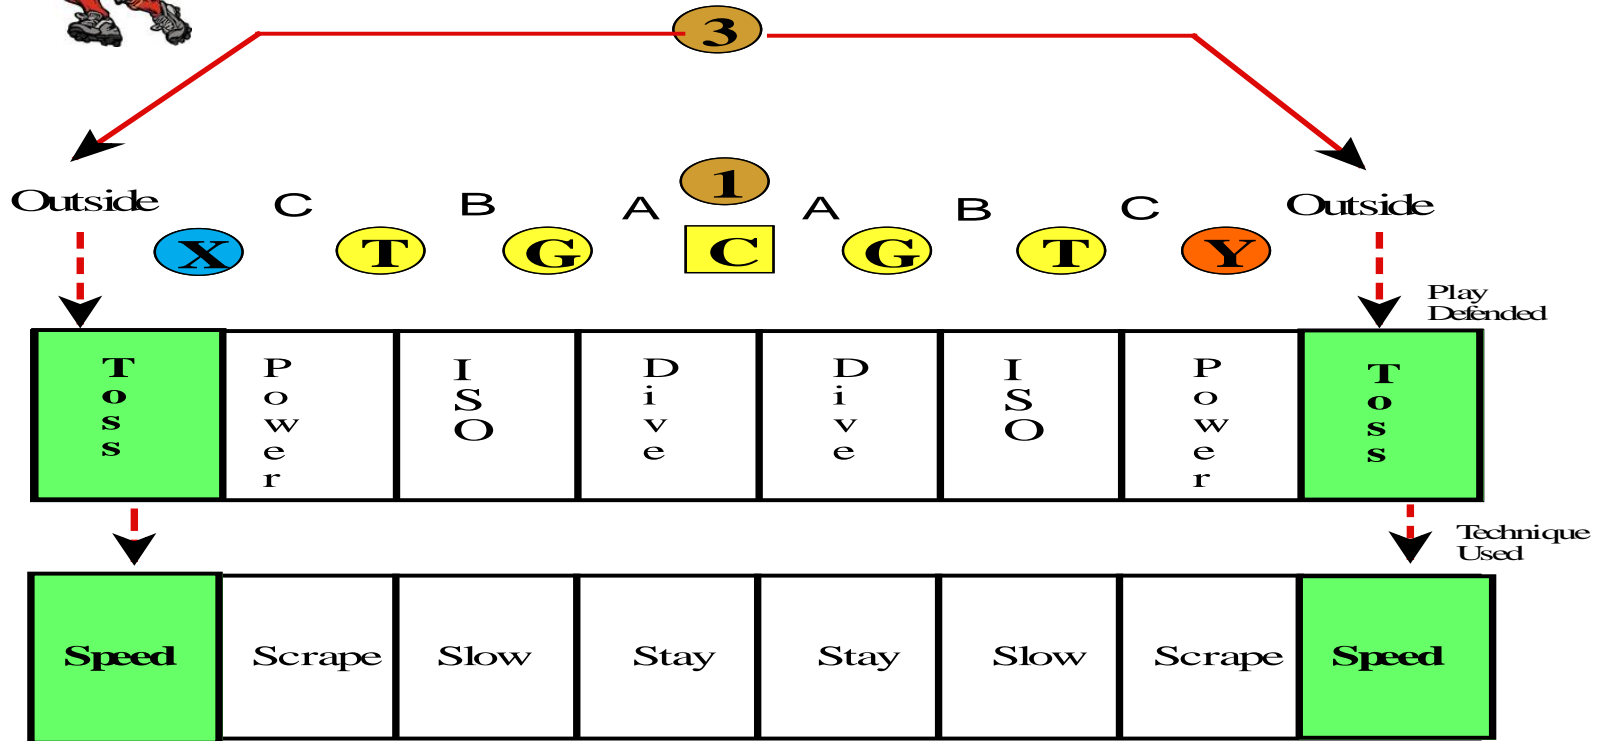 3
1
Outside C B A A B C Outside
X T G C G T Y
Play
Defended
Toss Power ISO Dive Dive ISO Power Toss
Technique
Used
Speed Scrape Slow Stay Stay Slow Scrape Speed